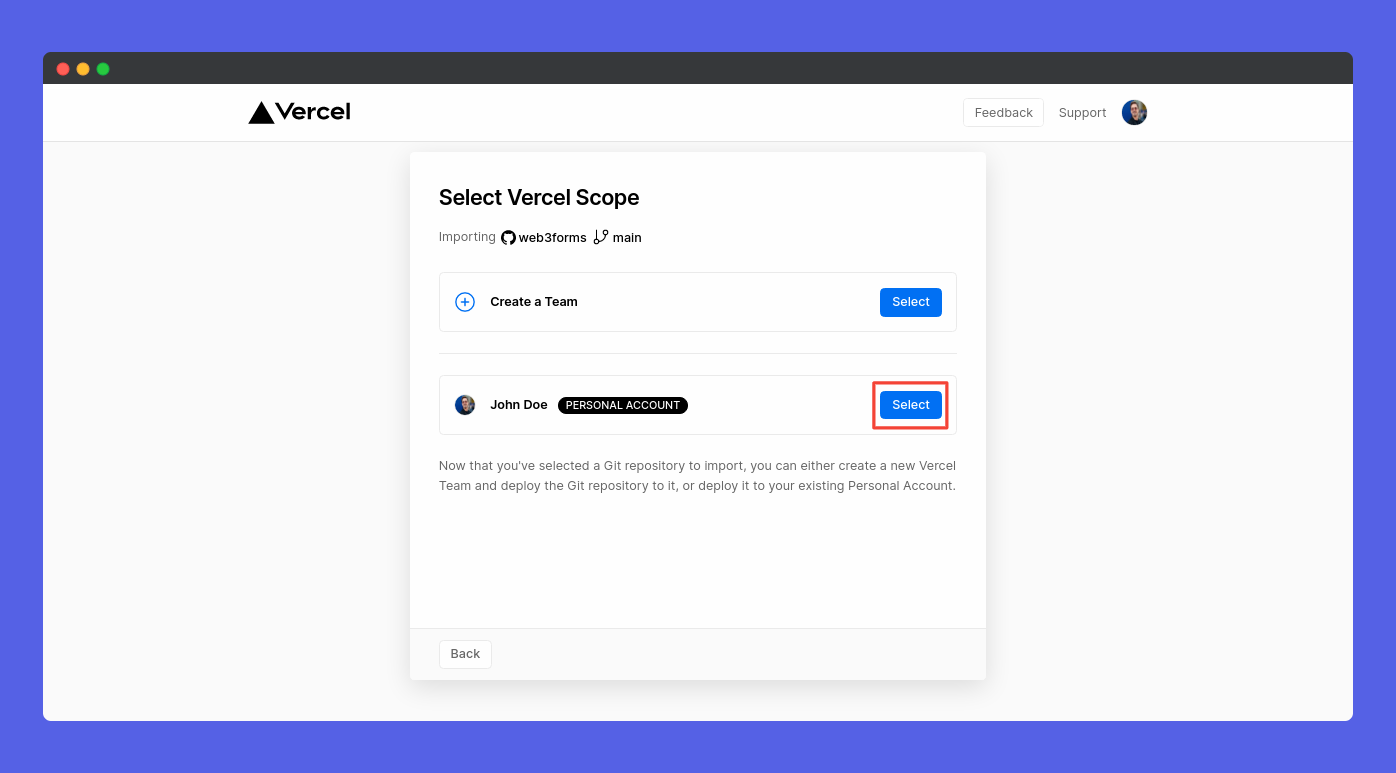 Vercel
Feedback Support
Select Vercel Scope
Importing web3forms main
Create a Team Select
John Doe PERSONAL ACCOUNT Select
Now that you've selected a Git repository to import, you can either create a new Vercel
Team and deploy the Git repository to it, or deploy it to your existing Personal Account.
Back